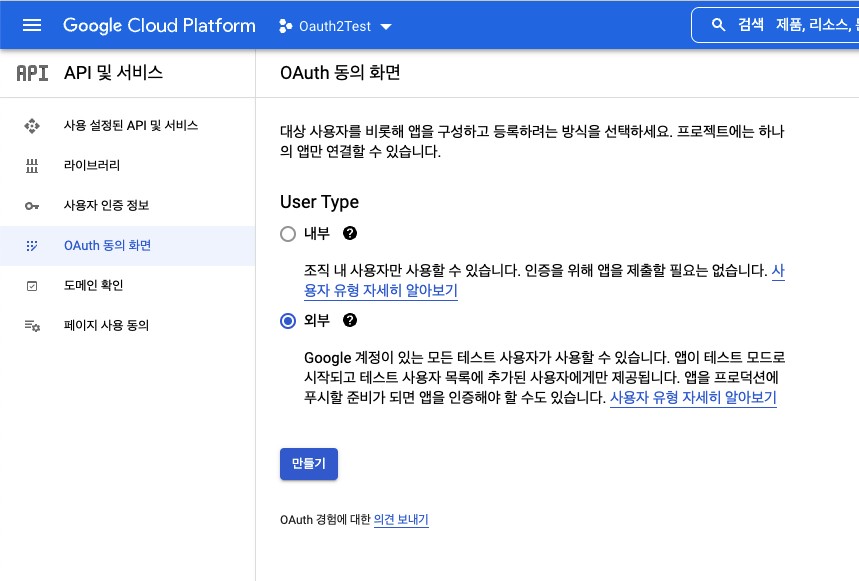 Google Cloud Platform
Oauth2Test
검색 제품, 리소스,
API API 및 서비스
OAuth 동의 화면
사용 설정된 API 및 서비스
라이브러리
사용자 인증 정보
OAuth 동의 화면
도메인 확인
페이지 사용 동의
대상 사용자를 비롯해 앱을 구성하고 등록하려는 방식을 선택하세요. 프로젝트에는 하나
의 앱만 연결할 수 있습니다.
User Type
내부
조직 내 사용자만 사용할 수 있습니다. 인증을 위해 앱을 제출할 필요는 없습니다. 사
용자 유형 자세히 알아보기
외부
Google 계정이 있는 모든 테스트 사용자가 사용할 수 있습니다. 앱이 테스트 모드로
시작되고 테스트 사용자 목록에 추가된 사용자에게만 제공됩니다. 앱을 프로덕션에
푸시할 준비가 되면 앱을 인증해야 할 수도 있습니다. 사용자 유형 자세히 알아보기
만들기
OAuth 경험에 대한 의견 보내기